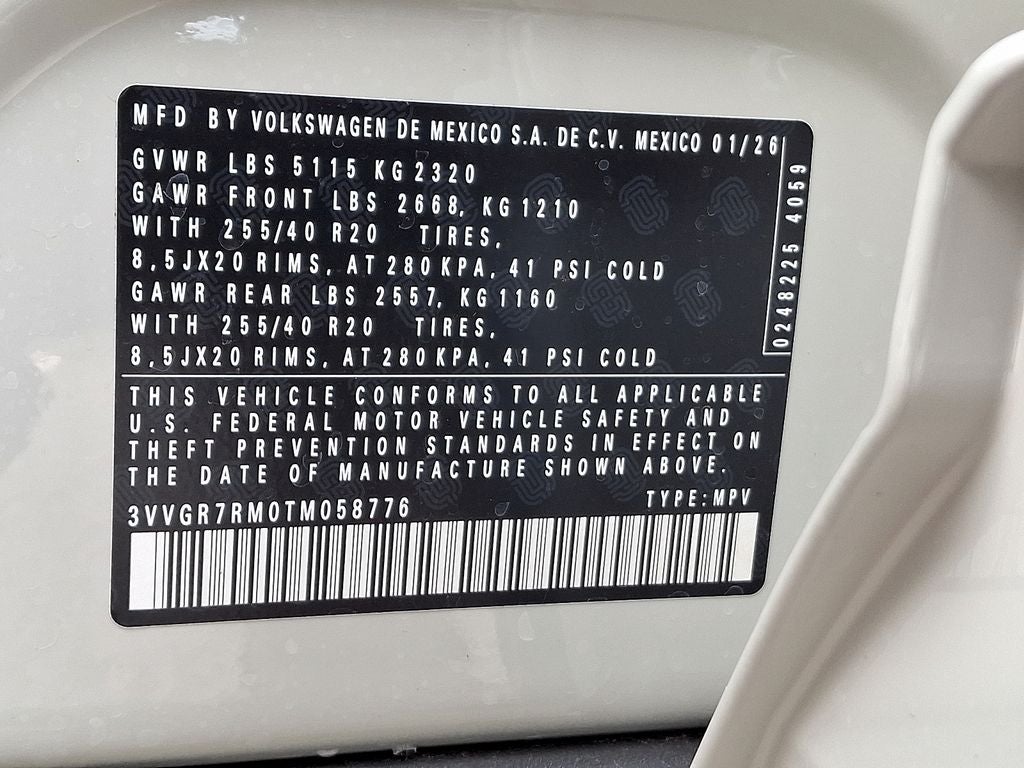 MFD BY VOLKSWAGEN DE MEXICO S.A. DE C.V. MEXICO 01/26
GVWR LBS 5115 KG 2320
GAWR FRONT LBS 2668, KG 1210
WITH 255/40 R20 TIRES,
8,5JX20 RIMS, AT 280 KPA, 41 PSI COLD
GAWR REAR LBS 2557, KG 1160
WITH 255/40 R20 TIRES,
8,5JX20 RIMS, AT 280 KPA, 41 PSI COLD
0248225 4059
THIS VEHICLE CONFORMS TO ALL APPLICABLE
U.S. FEDERAL MOTOR VEHICLE SAFETY AND
THEFT PREVENTION STANDARDS IN EFFECT ON
THE DATE OF MANUFACTURE SHOWN ABOVE.
3VVGR7RM0TM058776 TYPE: MPV